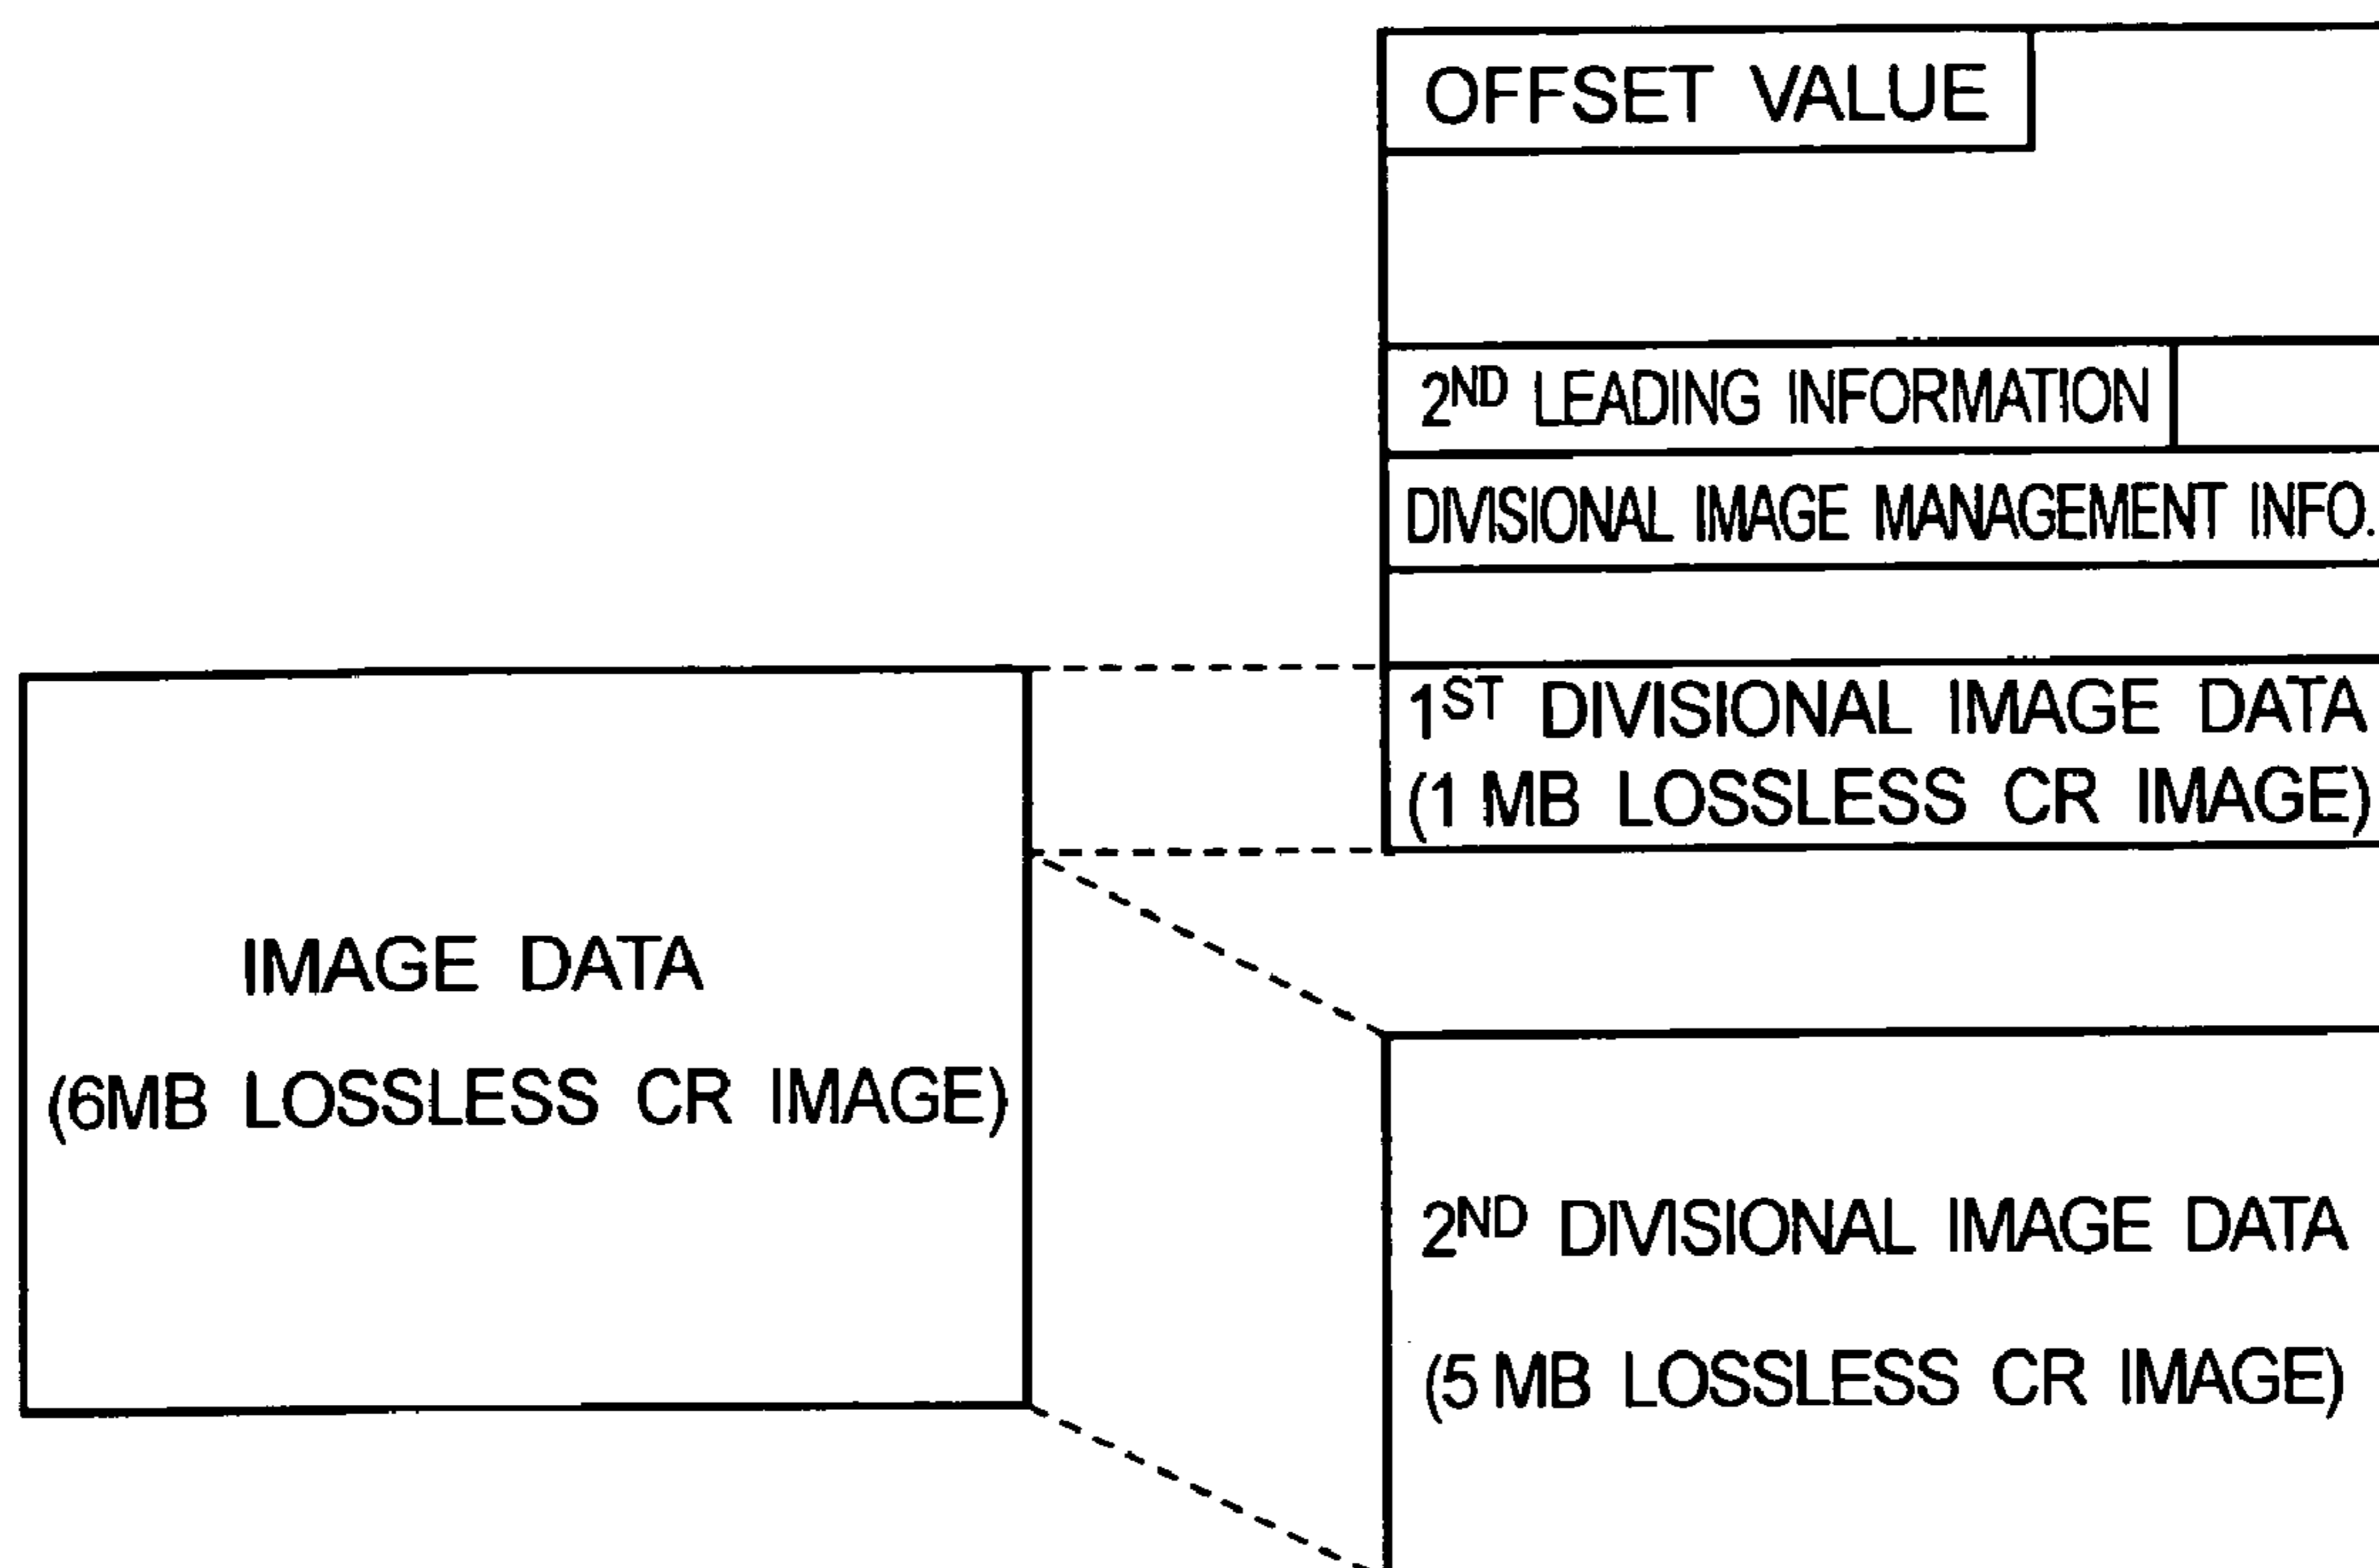 OFFSET VALUE
2ND LEADING INFORMATION
DIVISIONAL IMAGE MANAGEMENT INFO.
1ST DIVISIONAL IMAGE DATA
(1 MB LOSSLESS CR IMAGE)
IMAGE DATA
(6MB LOSSLESS CR IMAGE)
2ND DIVISIONAL IMAGE DATA
(5 MB LOSSLESS CR IMAGE)